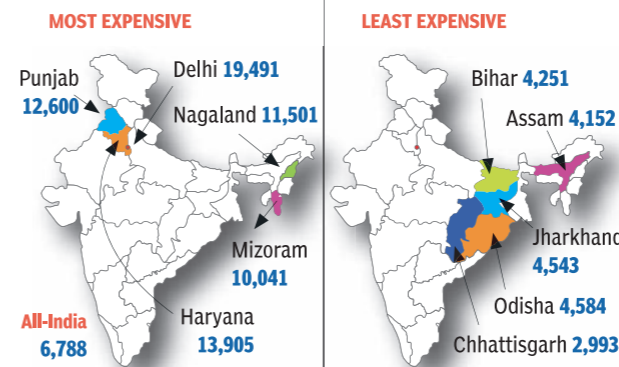 MOST EXPENSIVE
Punjab
12,600
Delhi 19,491
Nagaland 11,501
Mizoram
10,041
Haryana
13,905
All-India
6,788
LEAST EXPENSIVE
Bihar 4,251
Assam 4,152
Jharkhand
4,543
Odisha 4,584
Chhattisgarh 2,993